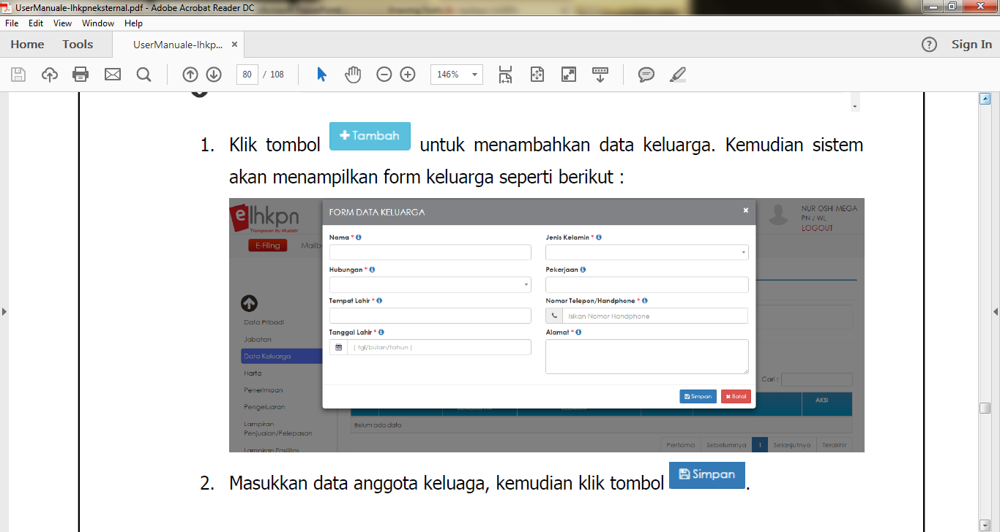 UserManuale-lhkpneksternal.pdf - Adobe Acrobat Reader DC
File Edit View Window Help
Home Tools UserManuale-lhkp... × ? Sign In
80 / 108 146%
1. Klik tombol Tambah untuk menambahkan data keluarga. Kemudian sistem
akan menampilkan form keluarga seperti berikut :
elhkpn
Transparan Itu Mudah!
FORM DATA KELUARGA ×
NUR OSHI MEGA
PN / WL
LOGOUT
E-Filing Mailb
Nama * Jenis Kelamin *
Hubungan * Pekerjaan
Tempat Lahir * Nomor Telepon/Handphone *
Isikan Nomor Handphone
Tanggal Lahir * Alamat *
( tgl/bulan/tahun )
Data Pribadi
Jabatan
Data Keluarga
Harta
Penerimaan
Pengeluaran
Lampiran
Penjualan/Pelepasan
Lampiran Fasilitas
Cari :
Simpan Batal
AKSI
Belum ada data
Pertama Sebelumnya 1 Selanjutnya Terakhir
2. Masukkan data anggota keluaga, kemudian klik tombol Simpan.